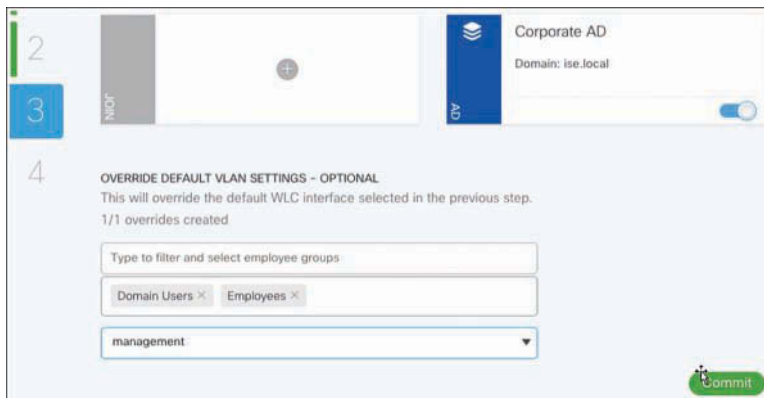 2
JOIN
Corporate AD
Domain: ise.local
AD
3
4
OVERRIDE DEFAULT VLAN SETTINGS - OPTIONAL
This will override the default WLC interface selected in the previous step.
1/1 overrides created
Type to filter and select employee groups
Domain Users × Employees ×
management
Commit